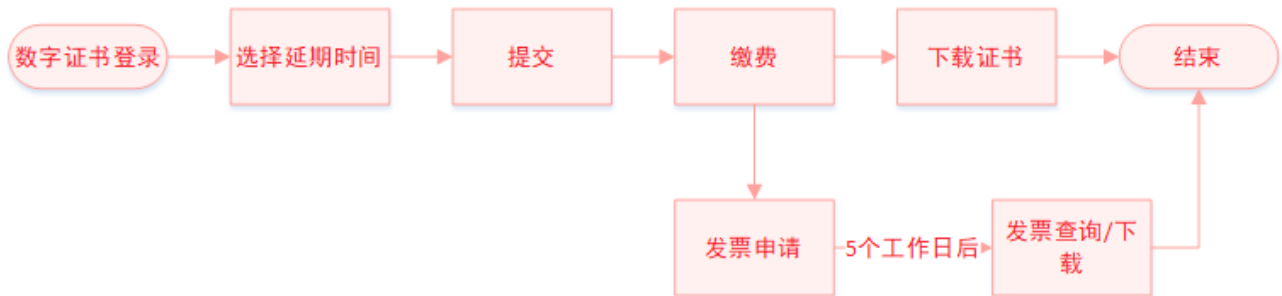 数字证书登录
选择延期时间
提交
缴费
下载证书
结束
发票申请
5个工作日后
发票查询/下
载